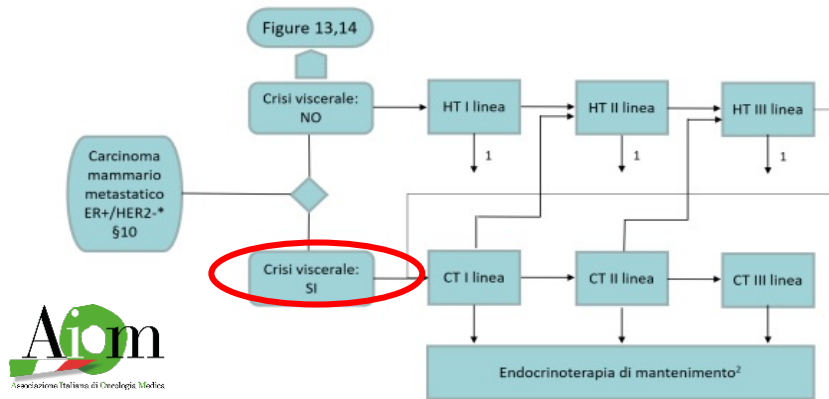 Figure 13,14
Crisi viscerale:
NO
HT I linea
HT II linea
HT III linea
1
1
1
Carcinoma
mammario
metastatico
ER+/HER2-*
§10
Crisi viscerale:
SI
CT I linea
CT II linea
CT III linea
Endocrinoterapia di mantenimento²
Aiom
Associazione Italiana di Oncologia Medica